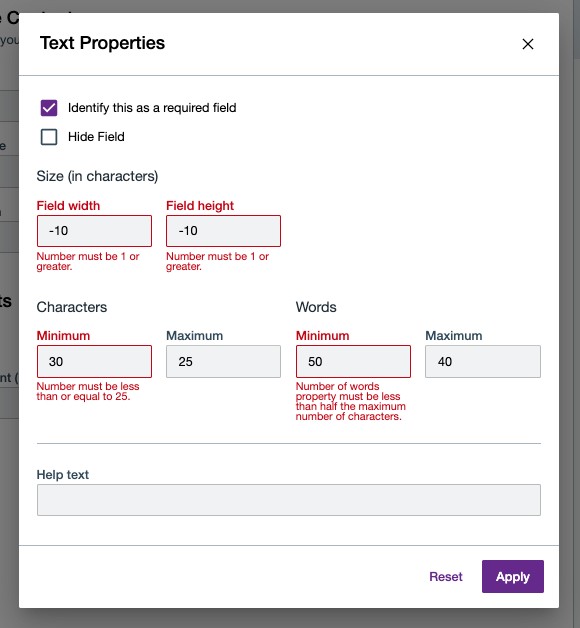 Text Properties
Identify this as a required field
Hide Field
Size (in characters)
Field width Field height
-10 -10
Number must be 1 or Number must be 1 or
greater. greater.
Characters Words
Minimum Maximum Minimum Maximum
30 25 50 40
Number must be less Number of words
than or equal to 25. property must be less
than half the maximum
number of characters.
Help text
Reset Apply